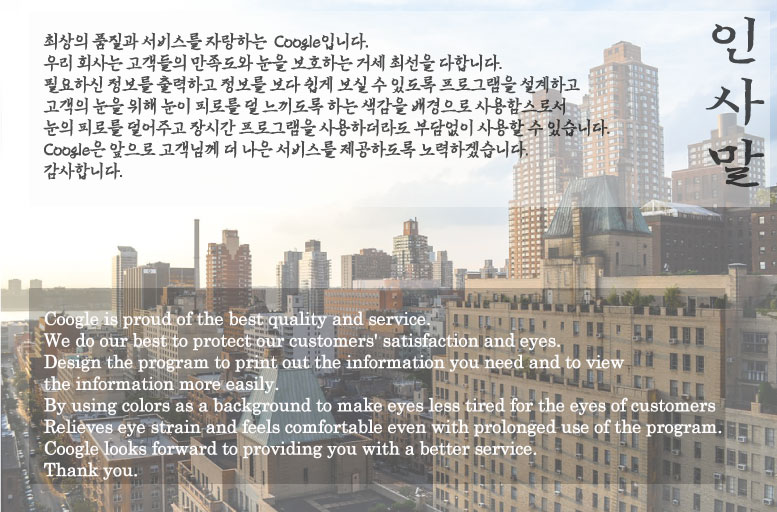 최상의 품질과 서비스를 자랑하는 Coogle입니다.
우리 회사는 고객들의 만족도와 눈을 보호하는 거세 최선을 다합니다.
필요하신 정보를 출력하고 정보를 보다 쉽게 보실 수 있도록 프로그램을 설계하고
고객의 눈을 위해 눈이 피로를 덜 느끼도록 하는 색감을 배경으로 사용함스로서
눈의 피로를 덜어주고 장시간 프로그램을 사용하더라도 부담없이 사용할 수 있습니다.
Coogle은 앞으로 고객님께 더 나은 서비스를 제공하도록 노력하겠습니다.
감사합니다.
인사말
Coogle is proud of the best quality and service.
We do our best to protect our customers' satisfaction and eyes.
Design the program to print out the information you need and to view
the information more easily.
By using colors as a background to make eyes less tired for the eyes of customers
Relieves eye strain and feels comfortable even with prolonged use of the program.
Coogle looks forward to providing you with a better service.
Thank you.